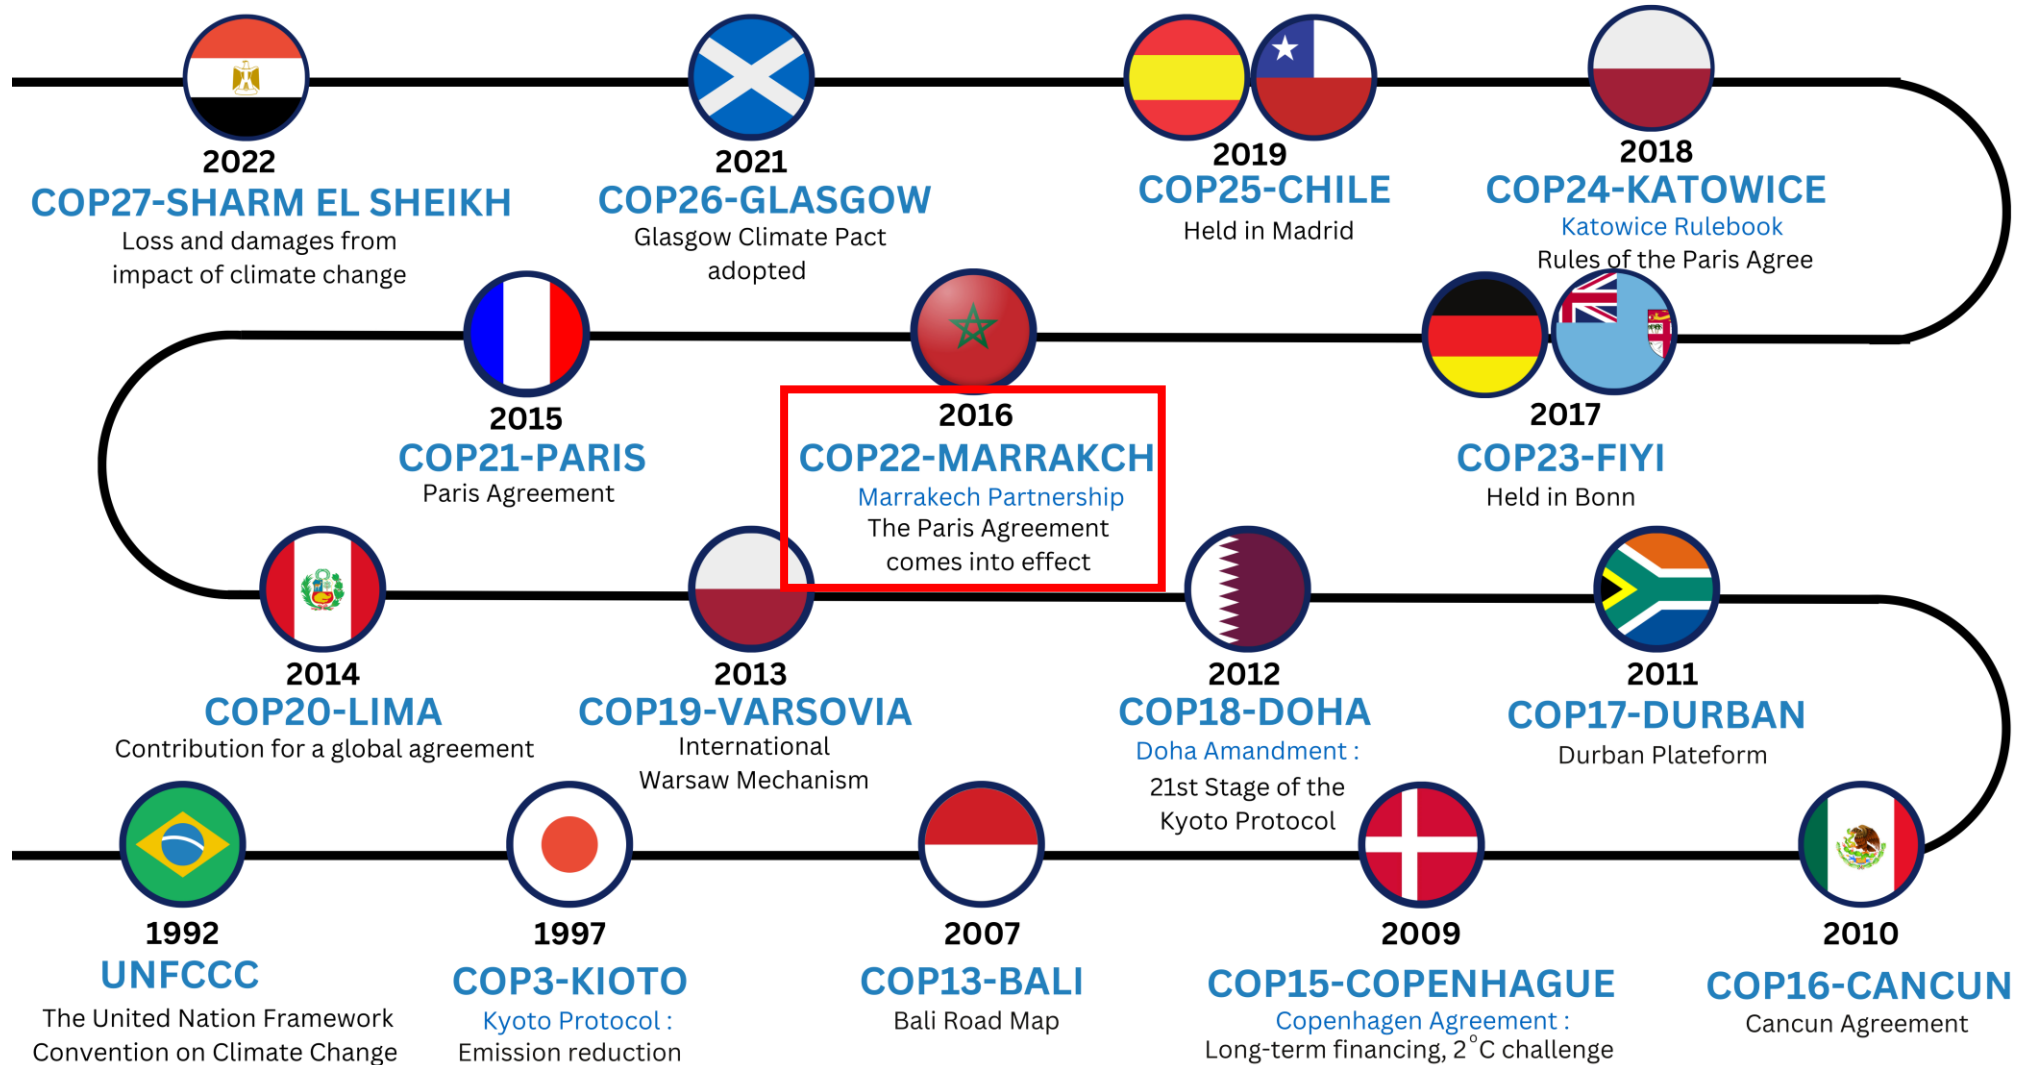 2022
COP27-SHARM EL SHEIKH
Loss and damages from
impact of climate change
2021
COP26-GLASGOW
Glasgow Climate Pact
adopted
2019
COP25-CHILE
Held in Madrid
2018
COP24-KATOWICE
Katowice Rulebook
Rules of the Paris Agree
2015
COP21-PARIS
Paris Agreement
2016
COP22-MARRAKCH
Marrakech Partnership
The Paris Agreement
comes into effect
2017
COP23-FIYI
Held in Bonn
2014
COP20-LIMA
Contribution for a global agreement
2013
COP19-VARSOVIA
International
Warsaw Mechanism
2012
COP18-DOHA
Doha Amandment :
21st Stage of the
Kyoto Protocol
2011
COP17-DURBAN
Durban Plateform
1992
UNFCCC
The United Nation Framework
Convention on Climate Change
1997
COP3-KIOTO
Kyoto Protocol :
Emission reduction
2007
COP13-BALI
Bali Road Map
2009
COP15-COPENHAGUE
Copenhagen Agreement :
Long-term financing, 2°C challenge
2010
COP16-CANCUN
Cancun Agreement